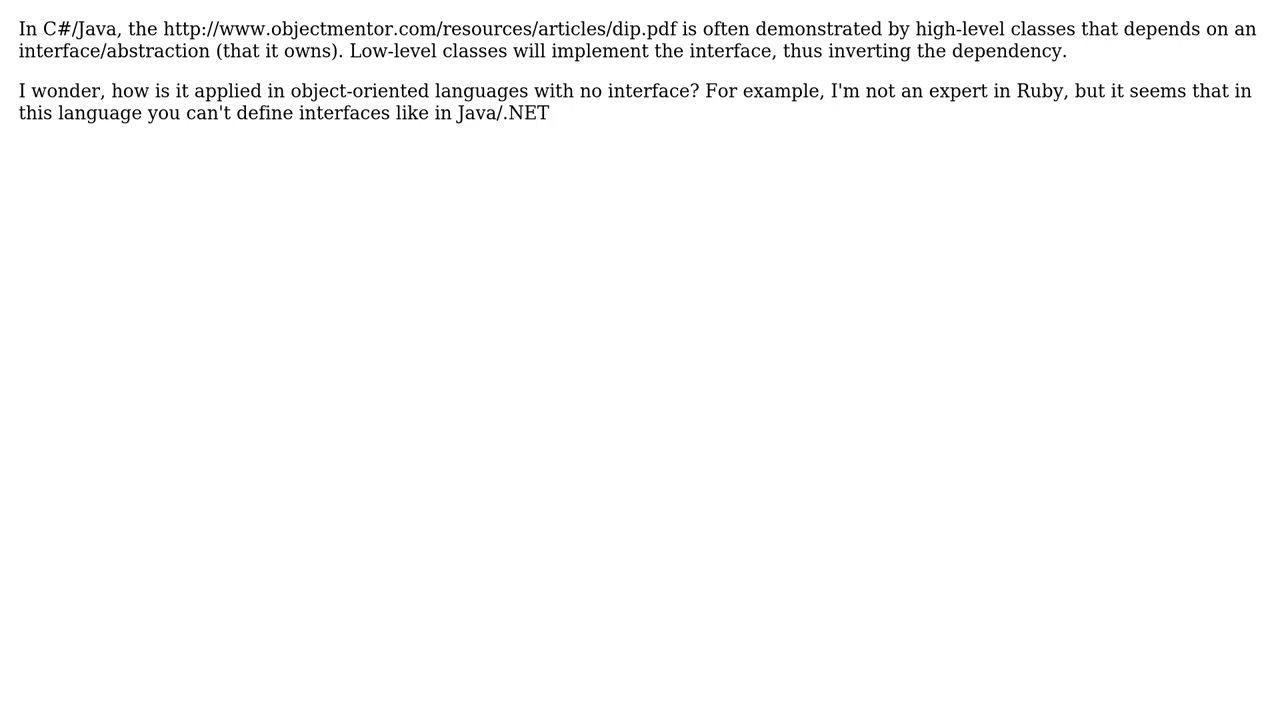 In C#/Java, the http://www.objectmentor.com/resources/articles/dip.pdf is often demonstrated by high-level classes that depends on an
interface/abstraction (that it owns). Low-level classes will implement the interface, thus inverting the dependency.
I wonder, how is it applied in object-oriented languages with no interface? For example, I'm not an expert in Ruby, but it seems that in
this language you can't define interfaces like in Java/.NET